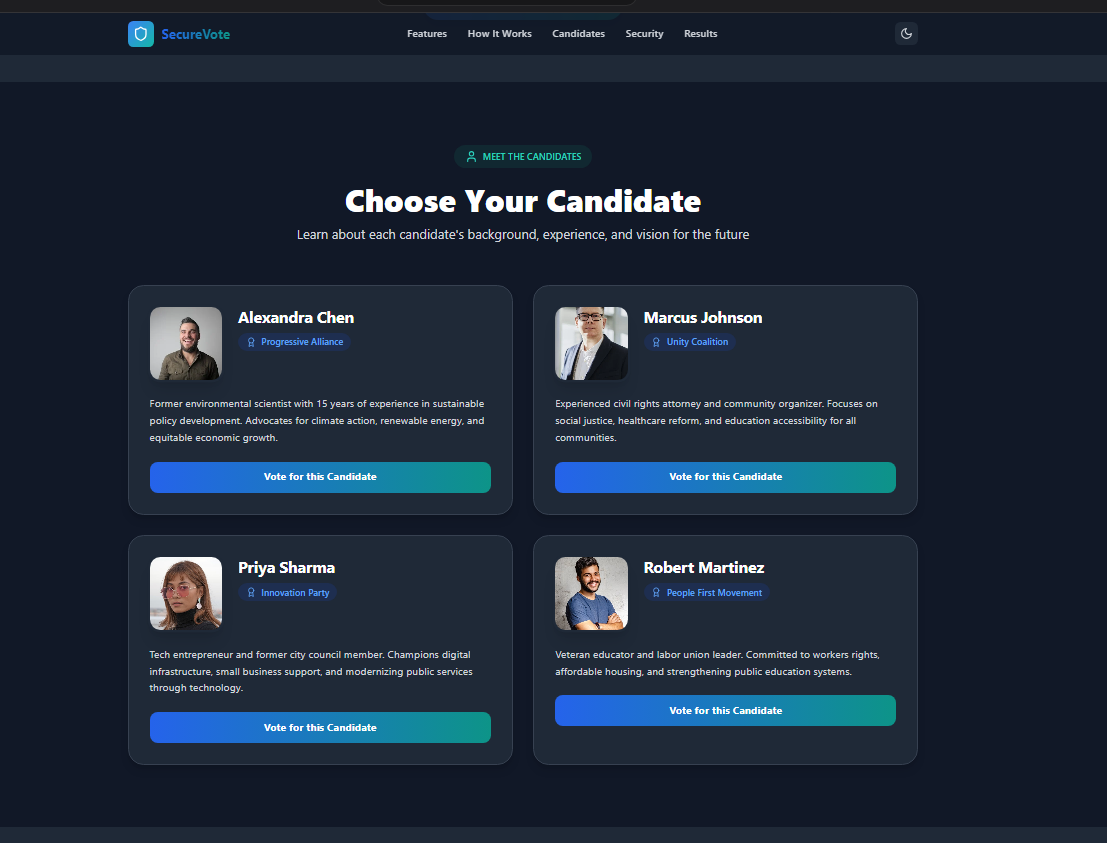 SecureVote
Features How It Works Candidates Security Results
MEET THE CANDIDATES
Choose Your Candidate
Learn about each candidate's background, experience, and vision for the future
Alexandra Chen
Progressive Alliance
Former environmental scientist with 15 years of experience in sustainable
policy development. Advocates for climate action, renewable energy, and
equitable economic growth.
Vote for this Candidate
Marcus Johnson
Unity Coalition
Experienced civil rights attorney and community organizer. Focuses on
social justice, healthcare reform, and education accessibility for all
communities.
Vote for this Candidate
Priya Sharma
Innovation Party
Tech entrepreneur and former city council member. Champions digital
infrastructure, small business support, and modernizing public services
through technology.
Vote for this Candidate
Robert Martinez
People First Movement
Veteran educator and labor union leader. Committed to workers rights,
affordable housing, and strengthening public education systems.
Vote for this Candidate